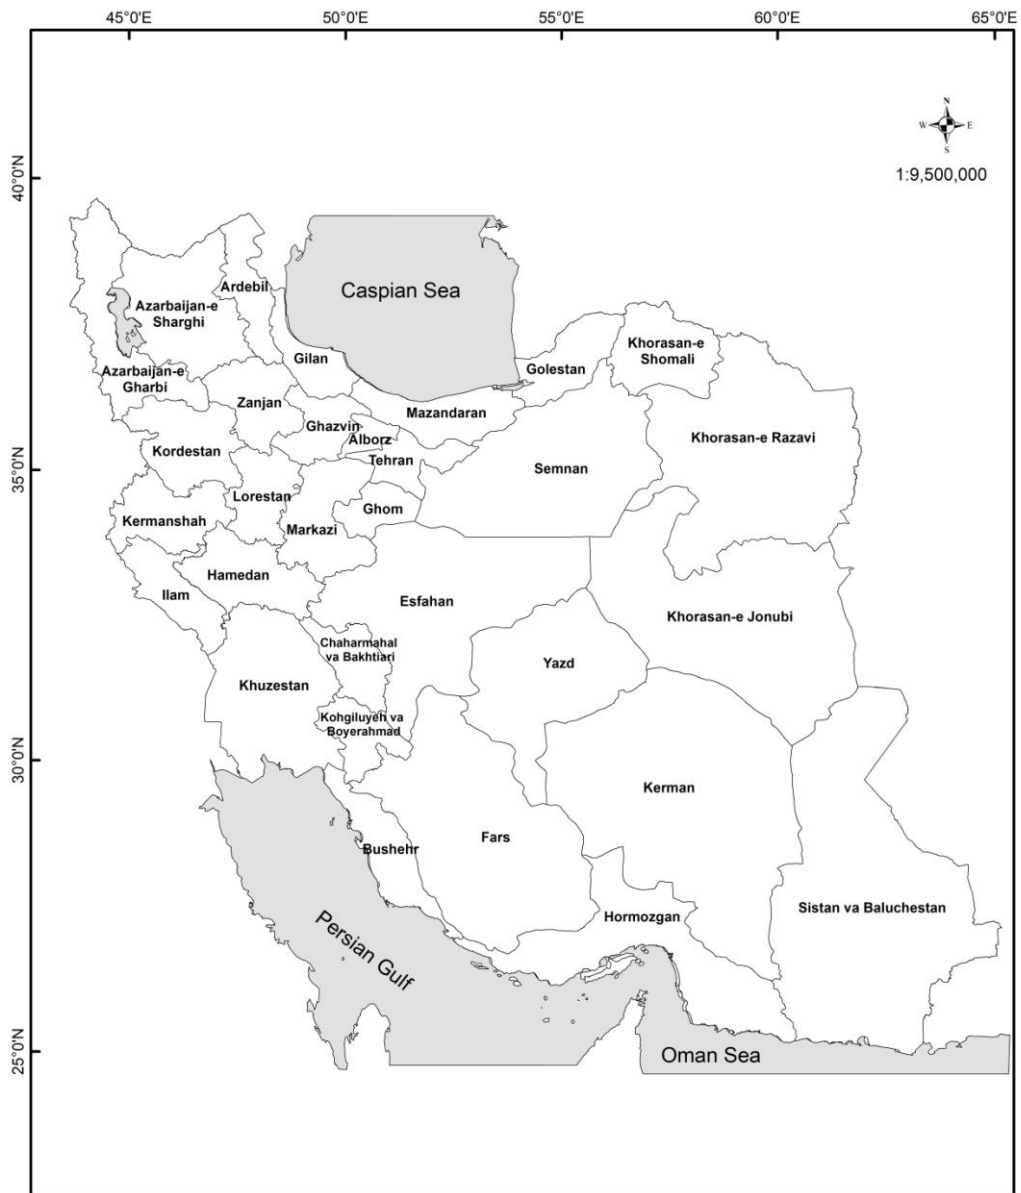 45°0'E 50°0'E 55°0'E 60°0'E 65°0'E
N
W E
S
1:9,500,000
40°0'N
35°0'N
30°0'N
25°0'N
Caspian Sea
Ardebil
Azarbaijan-e
Sharghi
Gilan
Azarbaijan-e
Gharbi
Golestan
Khorasan-e
Shomali
Zanjan
Mazandaran
Ghazvin
Alborz
Khorasan-e Razavi
Kordestan
Tehran
Semnan
Lorestan
Ghom
Kermanshah
Markazi
Hamedan
Ilam
Esfahan
Khorasan-e Jonubi
Chaharmahal
va Bakhtiari
Yazd
Khuzestan
Kohgiluyeh va
Boyerahmad
Kerman
Fars
Bushehr
Sistan va Baluchestan
Hormozgan
Persian Gulf
Oman Sea